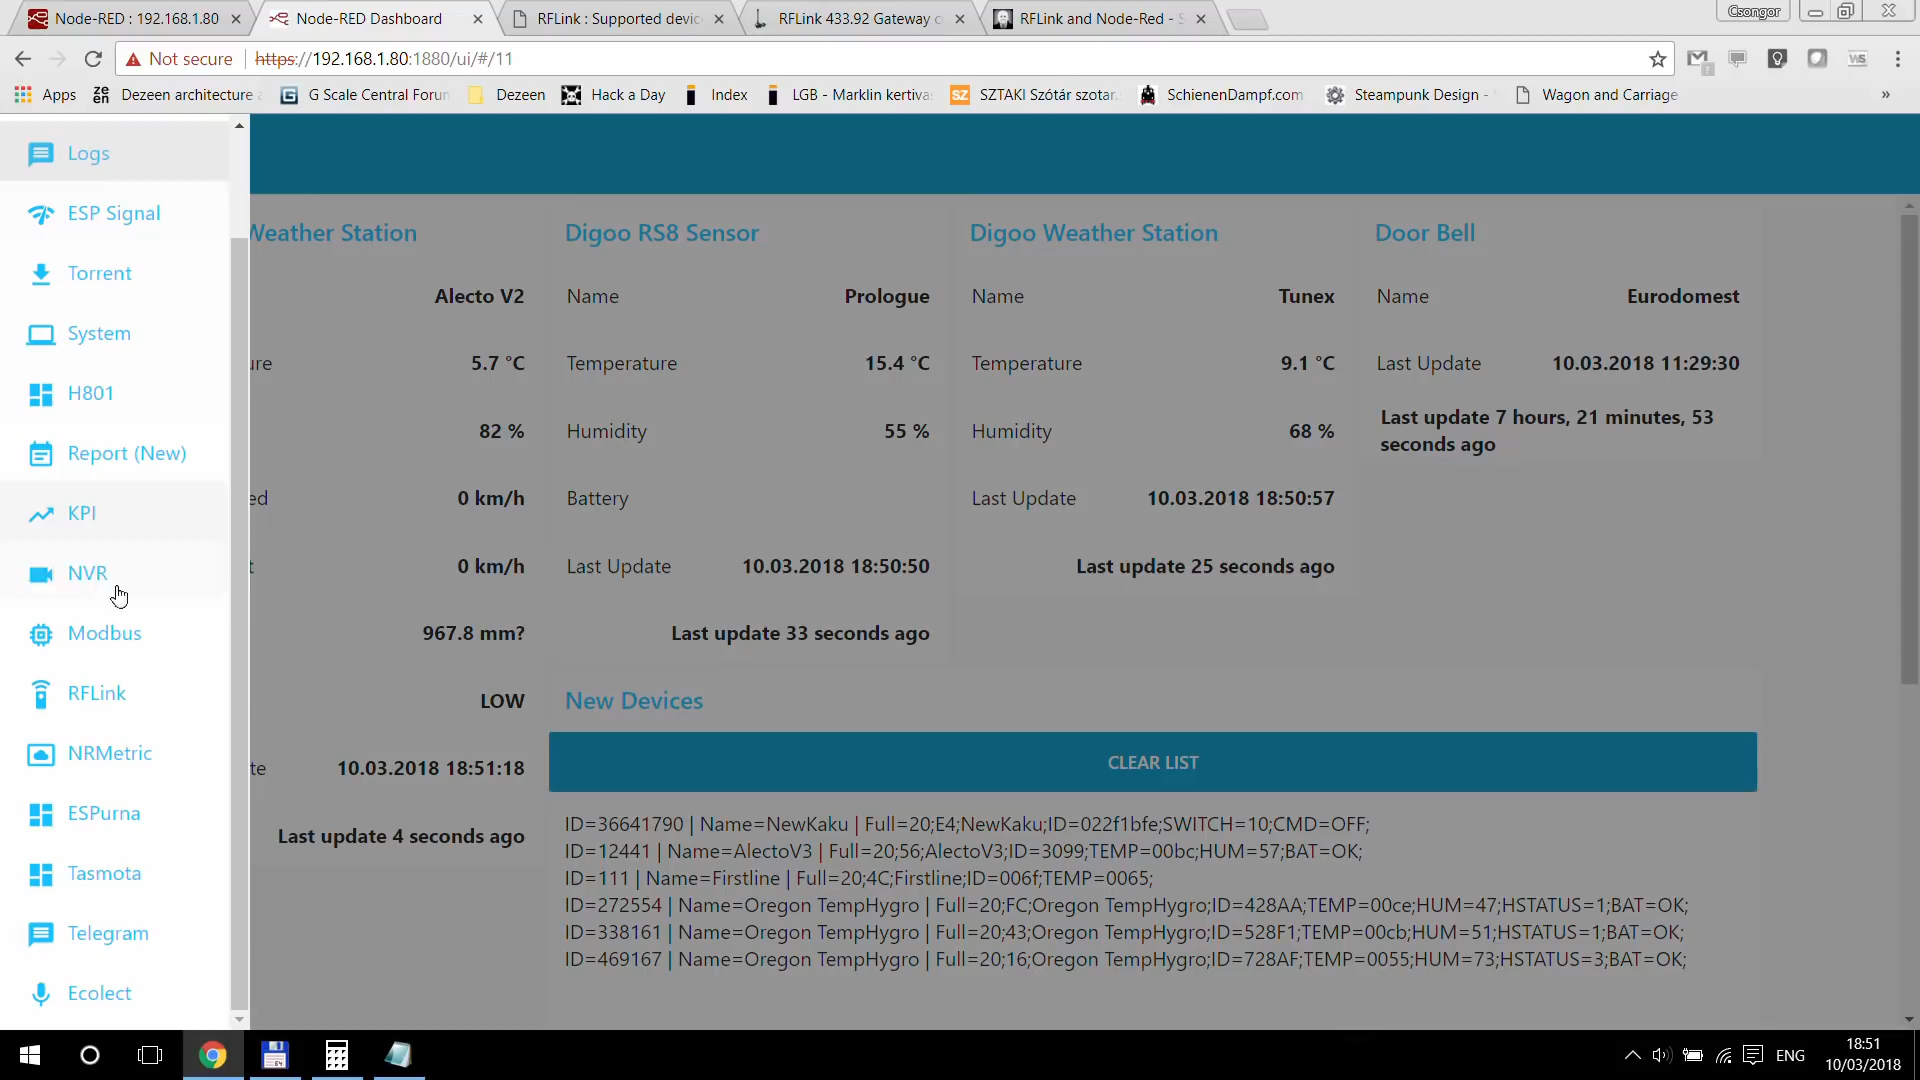 Node-RED : 192.168.1.80
Node-RED Dashboard
RFLink : Supported devic
RFLink 433.92 Gateway c
RFLink and Node-Red - S
Csongor
Not secure
https://192.168.1.80:1880/ui/#/11
Apps
Dezeen architecture
G Scale Central Forum
Dezeen
Hack a Day
Index
LGB - Marklin kertiva
SZTAKI Szótár szotar.
SchienenDampf.com
Steampunk Design -
Wagon and Carriage
»
Logs
ESP Signal
Torrent
System
H801
Report (New)
KPI
NVR
Modbus
RFLink
NRMetric
ESPurna
Tasmota
Telegram
Ecolect
Weather Station
Alecto V2
ure 5.7 °C
82 %
ed 0 km/h
t 0 km/h
967.8 mm?
LOW
te 10.03.2018 18:51:18
Last update 4 seconds ago
Digoo RS8 Sensor
Name Prologue
Temperature 15.4 °C
Humidity 55 %
Battery
Last Update 10.03.2018 18:50:50
Last update 33 seconds ago
Digoo Weather Station
Name Tunex
Temperature 9.1 °C
Humidity 68 %
Last Update 10.03.2018 18:50:57
Last update 25 seconds ago
Door Bell
Name Eurodomest
Last Update 10.03.2018 11:29:30
Last update 7 hours, 21 minutes, 53
seconds ago
New Devices
CLEAR LIST
ID=36641790 | Name=NewKaku | Full=20;E4;NewKaku;ID=022f1bfe;SWITCH=10;CMD=OFF;
ID=12441 | Name=AlectoV3 | Full=20;56;AlectoV3;ID=3099;TEMP=00bc;HUM=57;BAT=OK;
ID=111 | Name=Firstline | Full=20;4C;Firstline;ID=006f;TEMP=0065;
ID=272554 | Name=Oregon TempHygro | Full=20;FC;Oregon TempHygro;ID=428AA;TEMP=00ce;HUM=47;HSTATUS=1;BAT=OK;
ID=338161 | Name=Oregon TempHygro | Full=20;43;Oregon TempHygro;ID=528F1;TEMP=00cb;HUM=51;HSTATUS=1;BAT=OK;
ID=469167 | Name=Oregon TempHygro | Full=20;16;Oregon TempHygro;ID=728AF;TEMP=0055;HUM=73;HSTATUS=3;BAT=OK;
ENG
18:51
10/03/2018